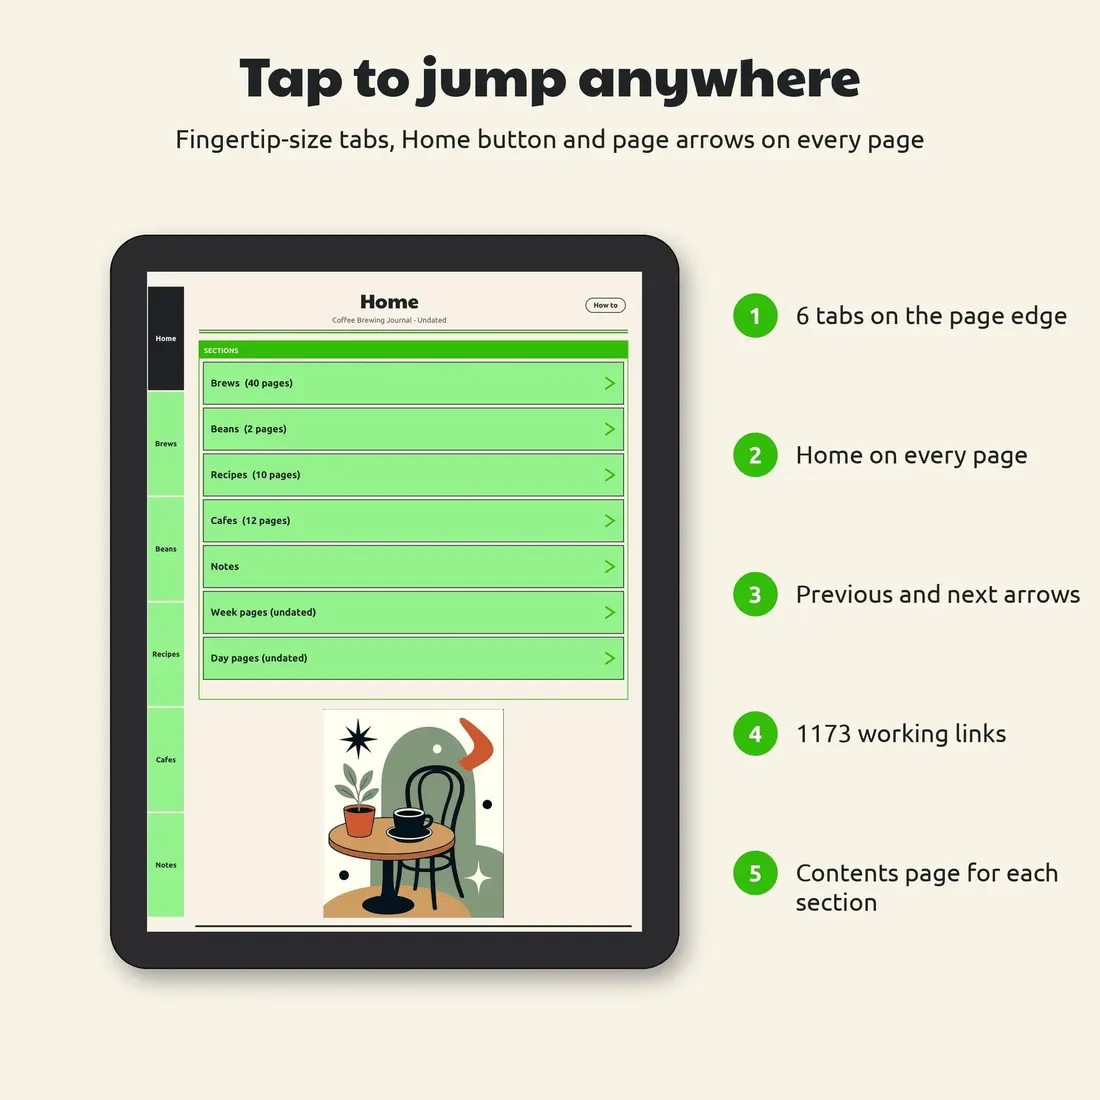 Tap to jump anywhere
Fingertip-size tabs, Home button and page arrows on every page
Home
Coffee Brewing Journal - Undated
How to
SECTIONS
Brews (40 pages)
Beans (2 pages)
Recipes (10 pages)
Cafes (12 pages)
Notes
Week pages (undated)
Day pages (undated)
Home
Brews
Beans
Recipes
Cafes
Notes
1 6 tabs on the page edge
2 Home on every page
3 Previous and next arrows
4 1173 working links
5 Contents page for each
section